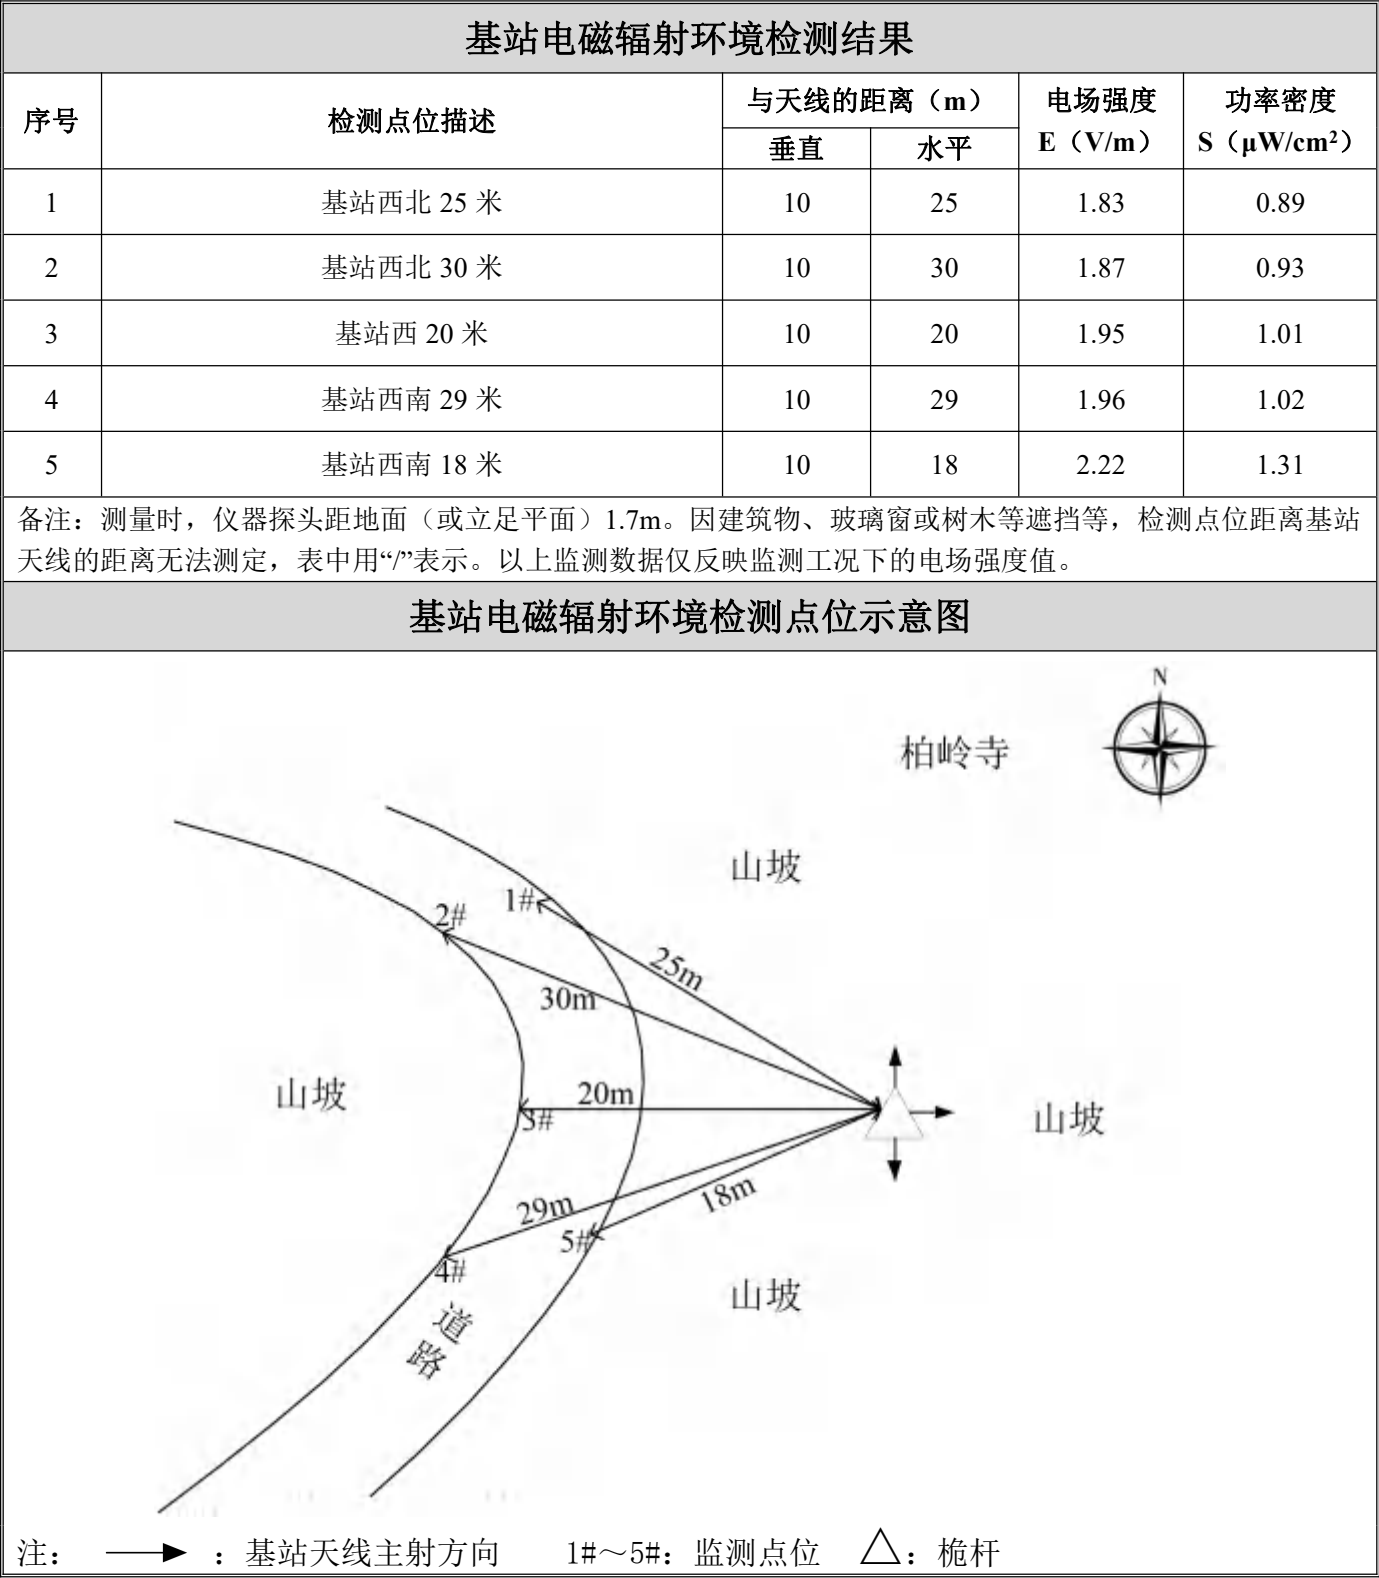 基站电磁辐射环境检测结果
序号 检测点位描述 与天线的距离（m） 电场强度 E（V/m） 功率密度 S（μW/cm²）
垂直 水平
1 基站西北 25 米 10 25 1.83 0.89
2 基站西北 30 米 10 30 1.87 0.93
3 基站西 20 米 10 20 1.95 1.01
4 基站西南 29 米 10 29 1.96 1.02
5 基站西南 18 米 10 18 2.22 1.31
备注：测量时，仪器探头距地面（或立足平面）1.7m。因建筑物、玻璃窗或树木等遮挡等，检测点位距离基站
天线的距离无法测定，表中用“/”表示。以上监测数据仅反映监测工况下的电场强度值。
基站电磁辐射环境检测点位示意图
N
柏岭寺
山坡
1#
2#
25m
30m
山坡
20m
3#
山坡
18m
29m
5#
4#
山坡
道路
注： ：基站天线主射方向 1#～5#：监测点位 ：桅杆